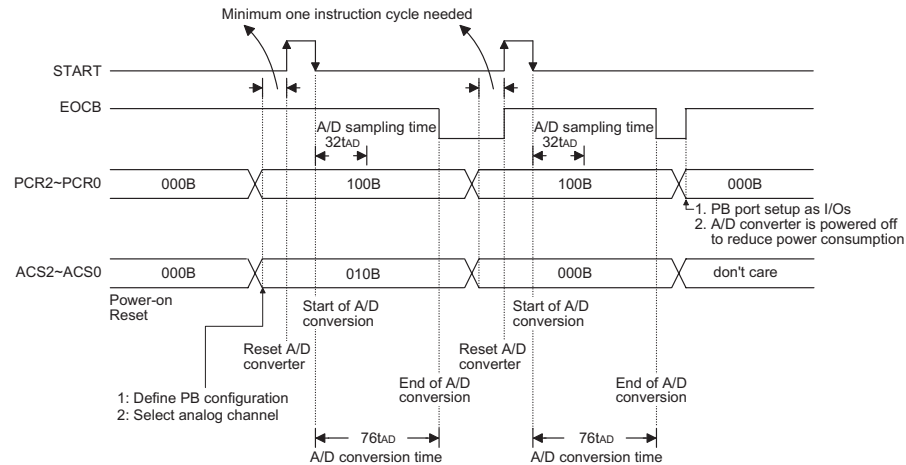 Minimum one instruction cycle needed
START
EOCB
A/D sampling time
32tAD
A/D sampling time
32tAD
PCR2~PCR0
000B
100B
100B
000B
1. PB port setup as I/Os
2. A/D converter is powered off
to reduce power consumption
ACS2~ACS0
000B
010B
000B
don't care
Power-on
Reset
Start of A/D
conversion
Start of A/D
conversion
Reset A/D
converter
Reset A/D
converter
End of A/D
conversion
End of A/D
conversion
1: Define PB configuration
2: Select analog channel
76tAD
A/D conversion time
76tAD
A/D conversion time